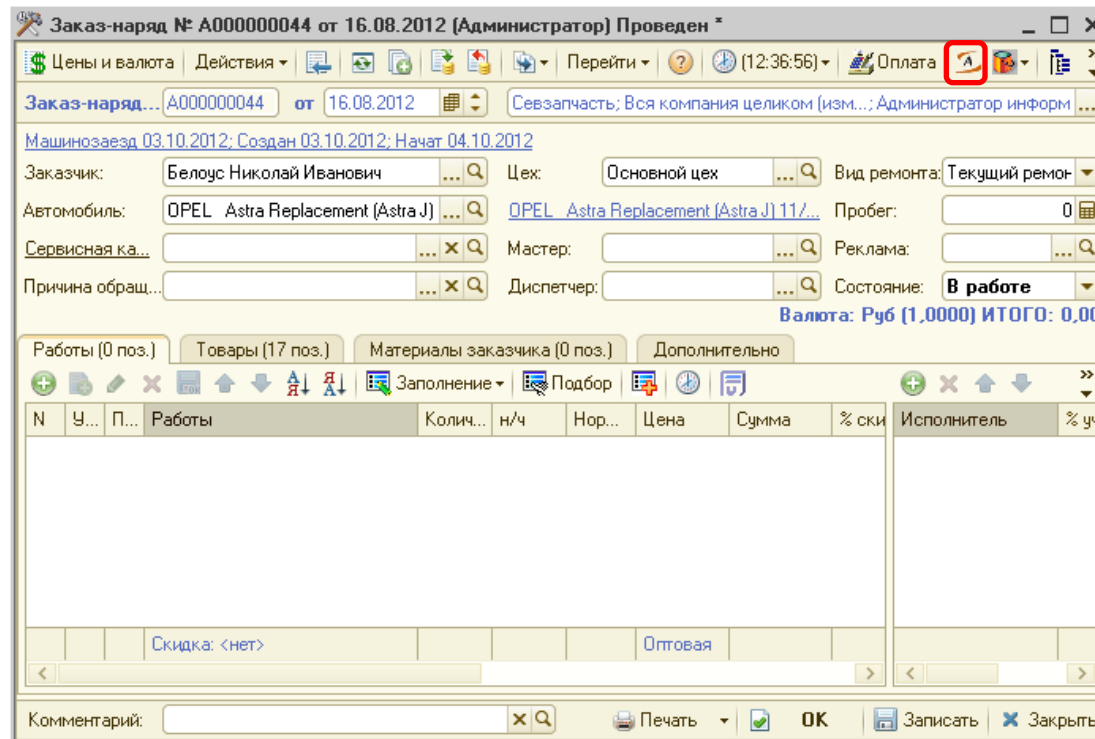 Заказ-наряд № А000000044 от 16.08.2012 (Администратор) Проведен *
Цены и валюта Действия Перейти (12:36:56) Оплата
Заказ-наряд... А000000044 от 16.08.2012 Севзапчасть; Вся компания целиком (изм...; Администратор информ ...
Машинозаезд 03.10.2012; Создан 03.10.2012; Начат 04.10.2012
Заказчик: Белоус Николай Иванович ... Цех: Основной цех ... Вид ремонта: Текущий ремон
Автомобиль: OPEL Astra Replacement (Astra J) ... OPEL Astra Replacement (Astra J) 11/... Пробег: 0
Сервисная ка... ... Мастер: ... Реклама: ...
Причина обращ... ... Диспетчер: ... Состояние: В работе
Валюта: Руб (1,0000) ИТОГО: 0,00
Работы (0 поз.) Товары (17 поз.) Материалы заказчика (0 поз.) Дополнительно
Заполнение Подбор
N У... П... Работы Колич... н/ч Нор... Цена Сумма % ски Исполнитель % уч
Скидка: <нет> Оптовая
Комментарий: Печать OK Записать Закрыть